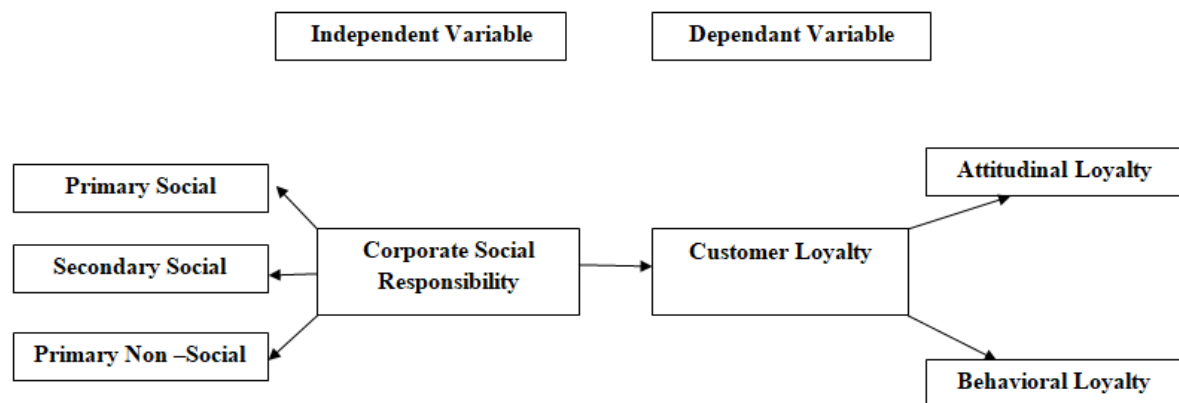 Independent Variable
Dependant Variable
Primary Social
Secondary Social
Primary Non –Social
Corporate Social
Responsibility
Customer Loyalty
Attitudinal Loyalty
Behavioral Loyalty